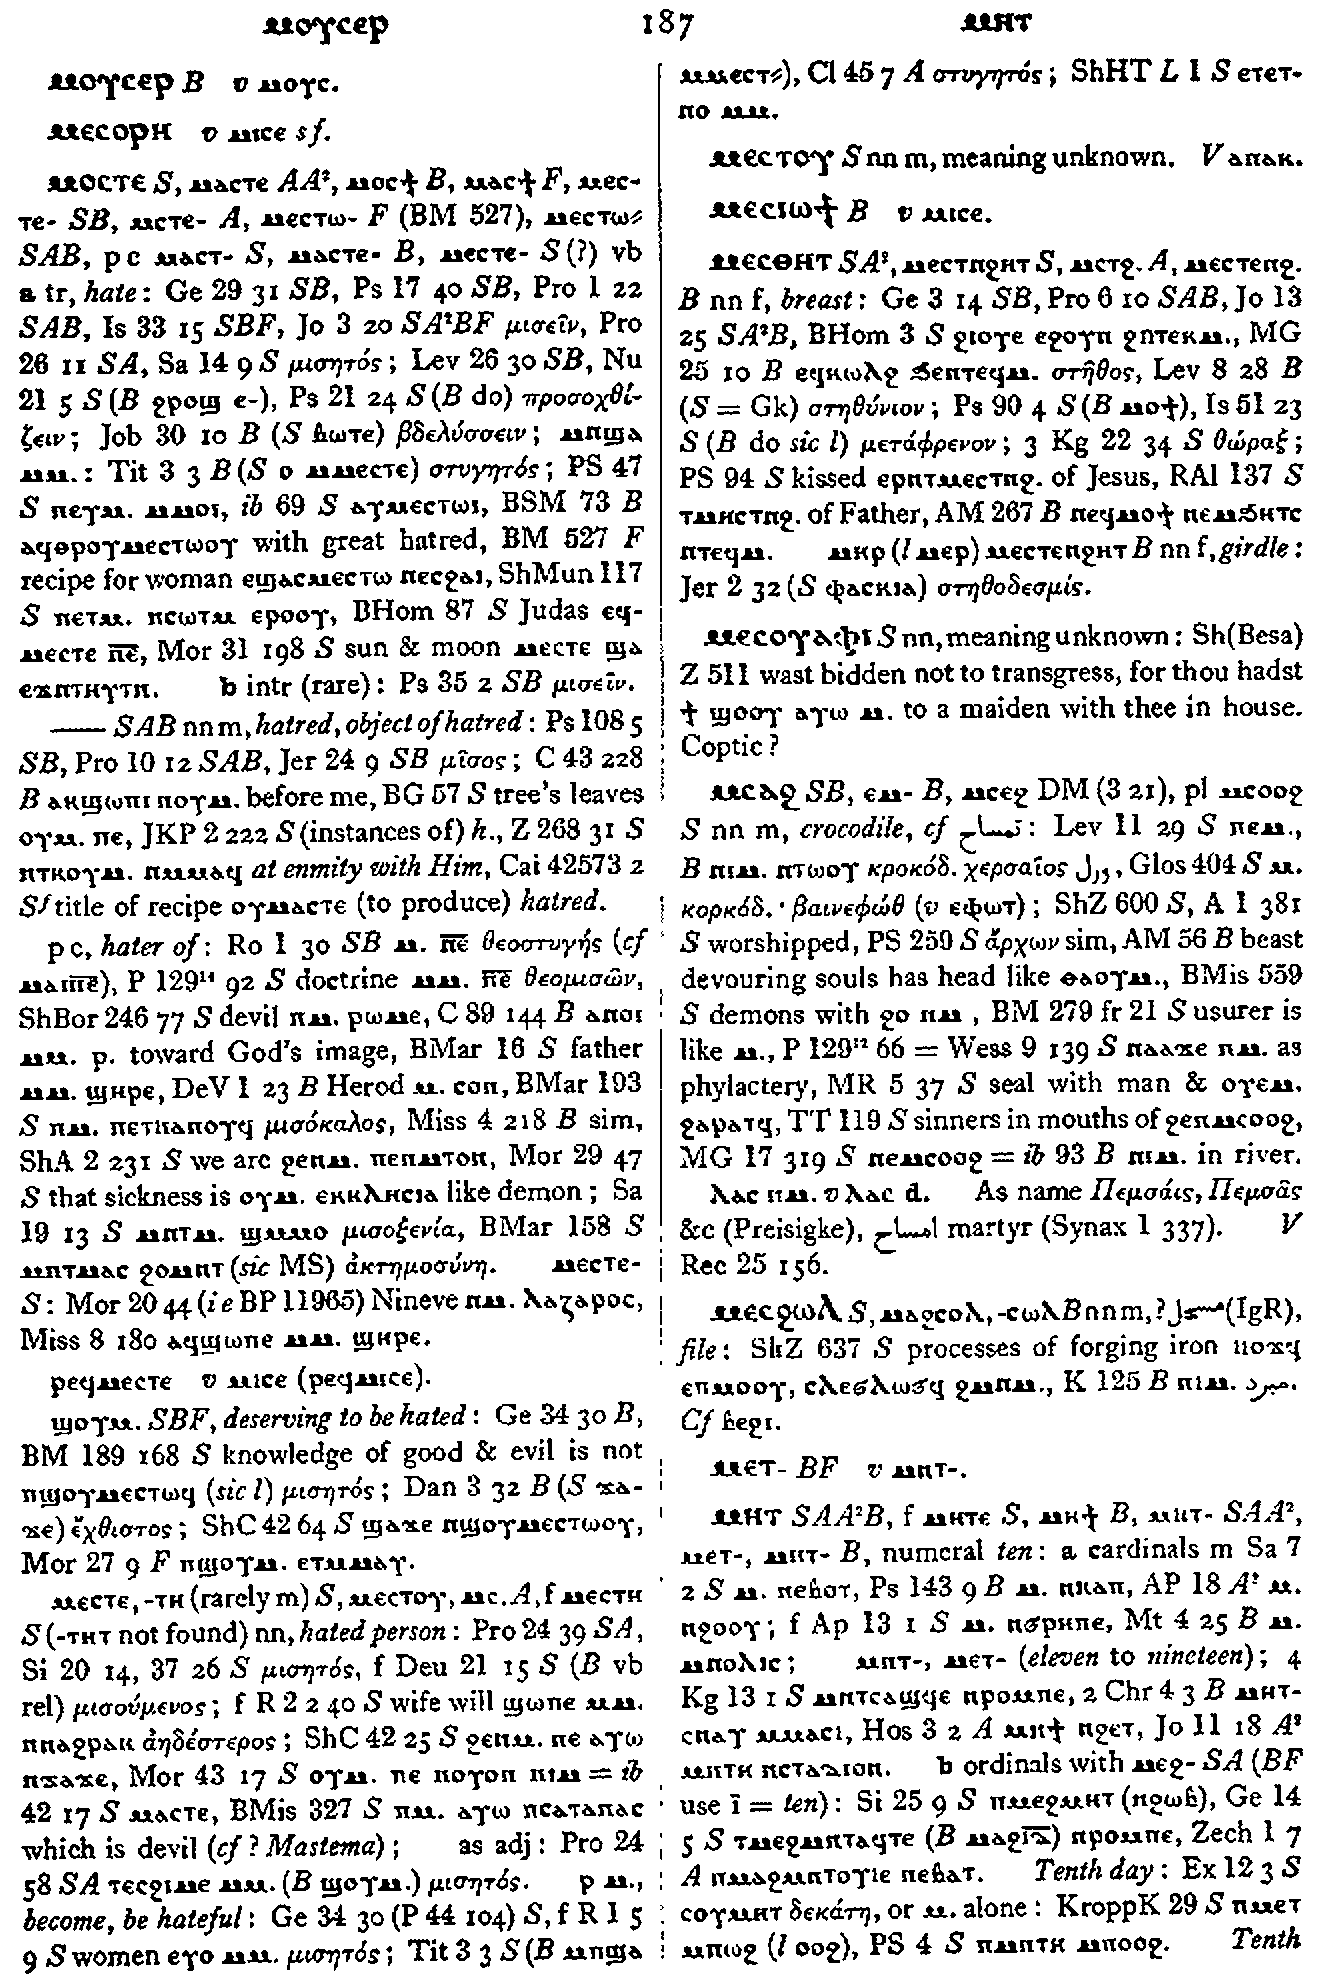 ⲙⲟⲩⲥⲉⲣ 187 ⲙⲏⲧ
ⲙⲟⲩⲥⲉⲣ B v ⲙⲟⲩⲥ.
ⲙⲉⲥⲟⲣⲏ v ⲙⲓⲥⲉ sf.
ⲙⲟⲥⲧⲉ S, ⲙⲁⲥⲧⲉ AA², ⲙⲟⲥϯ B, ⲙⲁⲥϯ F, ⲙⲉⲥ-
ⲧⲉ- SB, ⲙⲥⲧⲉ- A, ⲙⲉⲥⲧⲱ- F (BM 527), ⲙⲉⲥⲧⲱ⸗
SAB, p c ⲙⲁⲥⲧ- S, ⲙⲁⲥⲧⲉ- B, ⲙⲉⲥⲧⲉ- S (?) vb
a tr, hate: Ge 29 31 SB, Ps 17 40 SB, Pro 1 22
SAB, Is 33 15 SBF, Jo 3 20 SA²BF μισεῖν, Pro
26 11 SA, Sa 14 9 S μισητός; Lev 26 30 SB, Nu
21 5 S (B ϩⲣⲟϣ ⲉ-), Ps 21 24 S (B do) προσοχθί-
ζειν; Job 30 10 B (S ⲃⲱⲧⲉ) βδελύσσειν; ⲙⲡϣⲁ
ⲙⲙ.: Tit 3 3 B (S ⲟ ⲙⲙⲉⲥⲧⲉ) στυγητός; PS 47
S ⲡⲉⲩⲙ. ⲙⲙⲟⲓ, ib 69 S ⲁⲩⲙⲉⲥⲧⲱⲓ, BSM 73 B
ⲁϥⲑⲣⲟⲩⲙⲉⲥⲧⲱⲟⲩ with great hatred, BM 527 F
recipe for woman ⲉϣⲁⲥⲙⲉⲥⲧⲱ ⲡⲉⲥϩⲁⲓ, ShMun 117
S ⲡⲉⲧⲙ. ⲛⲥⲱⲧⲙ ⲉⲣⲟⲟⲩ, BHom 87 S Judas ⲉϥ-
ⲙⲉⲥⲧⲉ ⲡ̅ⲉ̅, Mor 31 198 S sun & moon ⲙⲉⲥⲧⲉ ϣⲁ
ⲉϫⲛⲧⲏⲩⲧⲛ. b intr (rare): Ps 35 2 SB μισεῖν.
—— SAB nn m, hatred, object of hatred: Ps 108 5
SB, Pro 10 12 SAB, Jer 24 9 SB μῖσος; C 43 228
B ⲁⲕϣⲱⲡⲓ ⲛⲟⲩⲙ. before me, BG 57 S tree's leaves
ⲟⲩⲙ. ⲡⲉ, JKP 2 222 S (instances of) h., Z 268 31 S
ⲛⲧⲕⲟⲩⲙ. ⲛⲙⲙⲁϥ at enmity with Him, Cai 42573 2
Sf title of recipe ⲟⲩⲙⲁⲥⲧⲉ (to produce) hatred.
p c, hater of: Ro 1 30 SB ⲙ. ⲡ̅ⲉ̅ θεοστυγής (cf
ⲙⲁⲓⲡ̅ⲉ̅), P 129¹⁴ 92 S doctrine ⲙⲙ. ⲡ̅ⲉ̅ θεομισῶν,
ShBor 246 77 S devil ⲡⲙ. ⲣⲱⲙⲉ, C 89 144 B ⲁⲛⲟⲓ
ⲙⲙ. ⲣ. toward God's image, BMar 16 S father
ⲙⲙ. ϣⲏⲣⲉ, DeV 1 23 B Herod ⲙ. ⲥⲟⲛ, BMar 193
S ⲡⲙ. ⲡⲉⲧⲛⲁⲛⲟⲩϥ μισόκαλος, Miss 4 218 B sim,
ShA 2 231 S we are ϩⲉⲛⲙ. ⲡⲉⲛⲙⲧⲟⲛ, Mor 29 47
S that sickness is ⲟⲩⲙ. ⲉⲕⲕⲗⲏⲥⲓⲁ like demon; Sa
19 13 S ⲙⲛⲧⲙ. ϣⲙⲙⲟ μισοξενία, BMar 158 S
ⲙⲛⲧⲙⲁⲥ ϩⲟⲙⲛⲧ (sic MS) ἀκτημοσύνη. ⲙⲉⲥⲧⲉ-
S: Mor 20 44 (i e BP 11965) Nineve ⲡⲙ. ⲗⲁⲍⲁⲣⲟⲥ,
Miss 8 180 ⲁϥϣⲱⲡⲉ ⲙⲙ. ϣⲏⲣⲉ.
ⲣⲉϥⲙⲉⲥⲧⲉ v ⲙⲓⲥⲉ (ⲣⲉϥⲙⲓⲥⲉ).
ϣⲟⲩⲙ. SBF, deserving to be hated: Ge 34 30 B,
BM 189 168 S knowledge of good & evil is not
ⲛϣⲟⲩⲙⲉⲥⲧⲱϥ (sic l) μισητός; Dan 3 32 B (S ϫⲁ-
ϫⲉ) ἔχθιστος; ShC 42 64 S ϣⲁϫⲉ ⲛϣⲟⲩⲙⲉⲥⲧⲱⲟⲩ,
Mor 27 9 F ⲛϣⲟⲩⲙ. ⲉⲧⲙⲙⲁⲩ.
ⲙⲉⲥⲧⲉ, -ⲧⲏ (rarely m) S, ⲙⲉⲥⲧⲟⲩ, ⲙⲥ. A, f ⲙⲉⲥⲧⲏ
S (-ⲧⲏⲧ not found) nn, hated person: Pro 24 39 SA,
Si 20 14, 37 26 S μισητός, f Deu 21 15 S (B vb
rel) μισούμενος; f R 2 2 40 S wife will ϣⲱⲡⲉ ⲙⲙ.
ⲛⲛⲁϩⲣⲁⲕ ἀηδέστερος; ShC 42 25 S ϩⲉⲛⲙ. ⲛⲉ ⲁⲩⲱ
ⲛϫⲁϫⲉ, Mor 43 17 S ⲟⲩⲙ. ⲡⲉ ⲛⲟⲩⲟⲛ ⲛⲓⲙ = ib
42 17 S ⲙⲁⲥⲧⲉ, BMis 327 S ⲡⲙ. ⲁⲩⲱ ⲡⲥⲁⲧⲁⲛⲁⲥ
which is devil (cf ? Mastema); as adj: Pro 24
58 SA ⲧⲉⲥϩⲓⲙⲉ ⲙⲙ. (B ϣⲟⲩⲙ.) μισητός. ⲣ ⲙ.,
become, be hateful: Ge 34 30 (P 44 104) S, f R 1 5
9 S women ⲉⲩⲟ ⲙⲙ. μισητός; Tit 3 3 S (B ⲙⲡϣⲁ
ⲙⲙⲉⲥⲧ⸗), Cl 45 7 A στυγητός; ShHT L 1 S ⲉⲧⲉⲧ-
ⲛⲟ ⲙⲙ.
ⲙⲉⲥⲧⲟⲩ S nn m, meaning unknown. V ⲁⲡⲁⲕ.
ⲙⲉⲥⲓⲱϯ B v ⲙⲓⲥⲉ.
ⲙⲉⲥⲑⲏⲧ SA², ⲙⲉⲥⲧⲛϩⲏⲧ S, ⲙⲥⲧϩ. A, ⲙⲉⲥⲧⲉⲛϩ.
B nn f, breast: Ge 3 14 SB, Pro 6 10 SAB, Jo 13
25 SA²B, BHom 3 S ϩⲓⲟⲩⲉ ⲉϩⲟⲩⲛ ϩⲛⲧⲉⲕⲙ., MG
25 10 B ⲉϥⲕⲱⲗϩ ϧⲉⲛⲧⲉϥⲙ. στῆθος, Lev 8 28 B
(S = Gk) στηθύνιον; Ps 90 4 S (B ⲙⲟϯ), Is 51 23
S (B do sic l) μετάφρενον; 3 Kg 22 34 S θώραξ;
PS 94 S kissed ⲉⲣⲛⲧⲙⲉⲥⲧⲛϩ. of Jesus, RAl 137 S
ⲧⲙⲏⲥⲧⲛϩ. of Father, AM 267 B ⲡⲉϥⲙⲟϯ ⲛⲉⲙϧⲏⲧⲥ
ⲛⲧⲉϥⲙ. ⲙⲏⲣ (l ⲙⲉⲣ) ⲙⲉⲥⲧⲉⲛϩⲏⲧ B nn f, girdle:
Jer 2 32 (S ⲫⲁⲥⲕⲓⲁ) στηθοδεσμίς.
ⲙⲉⲥⲟⲩⲁⲫⲓ S nn, meaning unknown: Sh(Besa)
Z 511 wast bidden not to transgress, for thou hadst
ϯ ϣⲟⲟⲩ ⲁⲩⲱ ⲙ. to a maiden with thee in house.
Coptic?
ⲙⲥⲁϩ SB, ⲉⲙ- B, ⲙⲥⲉϩ DM (3 21), pl ⲙⲥⲟⲟϩ
S nn m, crocodile, cf تمساح: Lev 11 29 S ⲡⲉⲙ.,
B ⲡⲓⲙ. ⲛⲧⲱⲟⲩ κροκόδ. χερσαῖος ورل, Glos 404 S ⲙ.
κορκόδ. · βαινεφώθ (v ⲉⲫⲱⲧ); ShZ 600 S, A 1 381
S worshipped, PS 259 S ἄρχων sim, AM 56 B beast
devouring souls has head like ⲑⲁⲟⲩⲙ., BMis 559
S demons with ϩⲟ ⲛⲙ , BM 279 fr 21 S usurer is
like ⲙ., P 129¹² 66 = Wess 9 139 S ⲛⲁⲁϫⲉ ⲛⲙ. as
phylactery, MR 5 37 S seal with man & ⲟⲩⲉⲙ.
ϩⲁⲣⲁⲧϥ, TT 119 S sinners in mouths of ϩⲉⲛⲙⲥⲟⲟϩ,
MG 17 319 S ⲛⲉⲙⲥⲟⲟϩ = ib 93 B ⲡⲓⲙ. in river.
ⲗⲁⲥ ⲛⲙ. v ⲗⲁⲥ d. As name Πεμσάις, Πεμσᾶς
&c (Preisigke), امساح martyr (Synax 1 337). V
Rec 25 156.
ⲙⲉⲥϩⲱⲗ S, ⲙⲁϩⲥⲟⲗ, -ⲥⲱⲗ B nn m, ? (IgR),
file: ShZ 637 S processes of forging iron ⲛⲟϫϥ
ⲉⲡⲙⲟⲟⲩ, ⲥⲗⲉϭⲗⲱϭϥ ϩⲙⲡⲙ., K 125 B ⲡⲓⲙ. مبرد.
Cf ⲃⲉϩⲓ.
ⲙⲉⲧ- BF v ⲙⲛⲧ-.
ⲙⲏⲧ SAA²B, f ⲙⲏⲧⲉ S, ⲙⲏϯ B, ⲙⲛⲧ- SAA²,
ⲙⲉⲧ-, ⲙⲏⲧ- B, numeral ten: a cardinals m Sa 7
2 S ⲙ. ⲛⲉⲃⲟⲧ, Ps 143 9 B ⲙ. ⲛⲕⲁⲡ, AP 18 A² ⲙ.
ⲛϩⲟⲟⲩ; f Ap 13 1 S ⲙ. ⲛϭⲣⲏⲡⲉ, Mt 4 25 B ⲙ.
ⲙⲡⲟⲗⲓⲥ; ⲙⲛⲧ-, ⲙⲉⲧ- (eleven to nineteen); 4
Kg 13 1 S ⲙⲛⲧⲥⲁϣϥⲉ ⲛⲣⲟⲙⲡⲉ, 2 Chr 4 3 B ⲙⲏⲧ-
ⲥⲛⲁⲩ ⲙⲙⲁⲥⲓ, Hos 3 2 A ⲙⲏϯ ⲛϩⲉⲧ, Jo 11 18 A²
ⲙⲛⲧⲏ ⲛⲥⲧⲁⲇⲓⲟⲛ. b ordinals with ⲙⲉϩ- SA (BF
use ⲓ̅ = ten): Si 25 9 S ⲡⲙⲉϩⲙⲏⲧ (ⲛϩⲱⲃ), Ge 14
5 S ⲧⲙⲉϩⲙⲛⲧⲁϥⲧⲉ (B ⲙⲁϩⲓ̅ⲇ̅) ⲛⲣⲟⲙⲡⲉ, Zech 1 7
A ⲡⲙⲁϩⲙⲛⲧⲟⲩⲓⲉ ⲛⲉⲃⲁⲧ. Tenth day: Ex 12 3 S
ⲥⲟⲩⲙⲏⲧ δεκάτη, or ⲙ. alone: KroppK 29 S ⲡⲙⲉⲧ
ⲙⲡⲱϩ (l ⲟⲟϩ), PS 4 S ⲡⲙⲛⲧⲏ ⲙⲡⲟⲟϩ. Tenth